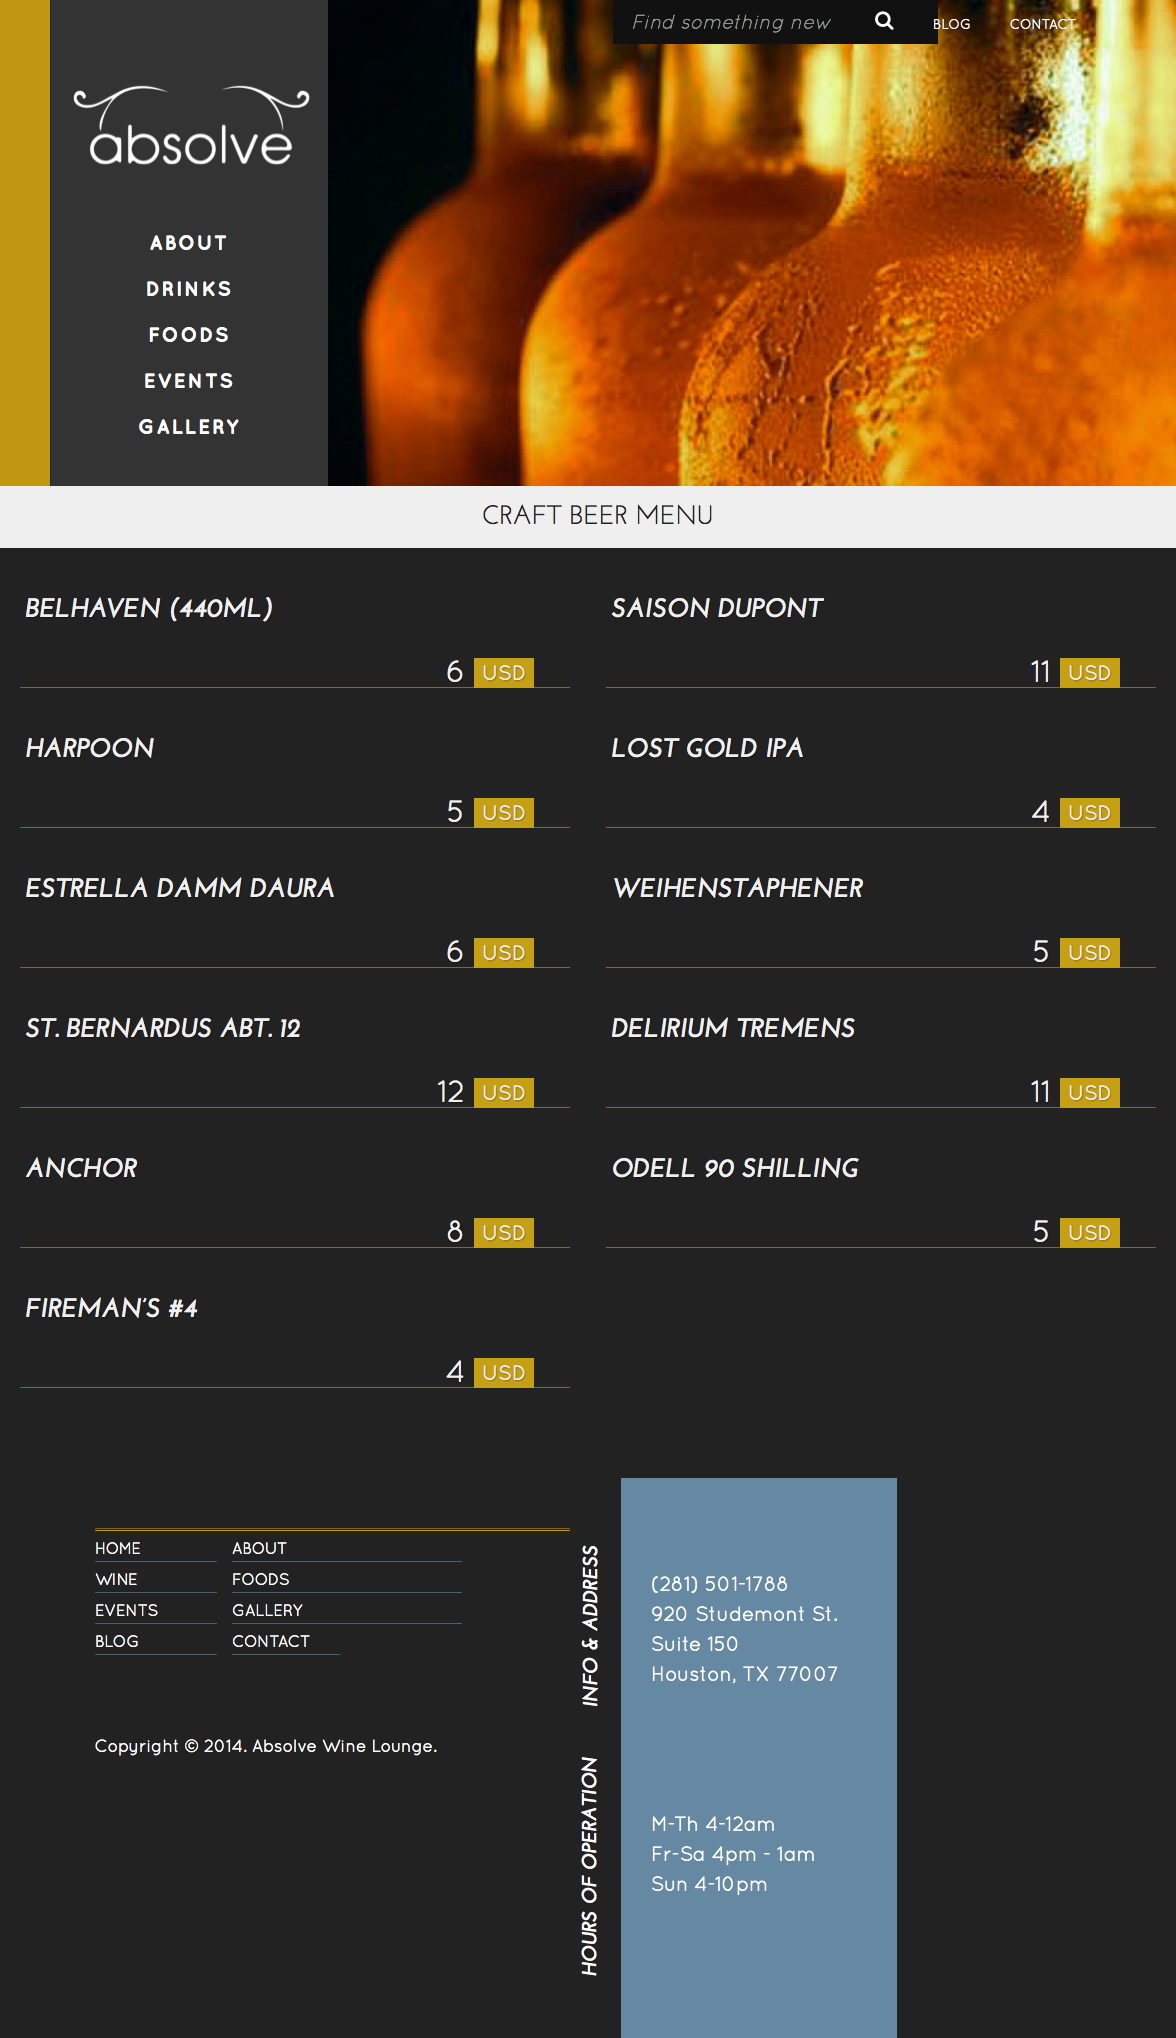 Find something new
BLOG
CONTACT
absolve
ABOUT
DRINKS
FOODS
EVENTS
GALLERY
CRAFT BEER MENU
BELHAVEN (440ML)
6 USD
HARPOON
5 USD
ESTRELLA DAMM DAURA
6 USD
ST. BERNARDUS ABT. 12
12 USD
ANCHOR
8 USD
FIREMAN'S #4
4 USD
SAISON DUPONT
11 USD
LOST GOLD IPA
4 USD
WEIHENSTAPHENER
5 USD
DELIRIUM TREMENS
11 USD
ODELL 90 SHILLING
5 USD
HOME
ABOUT
WINE
FOODS
EVENTS
GALLERY
BLOG
CONTACT
Copyright © 2014. Absolve Wine Lounge.
INFO & ADDRESS
(281) 501-1788
920 Studemont St.
Suite 150
Houston, TX 77007
HOURS OF OPERATION
M-Th 4-12am
Fr-Sa 4pm - 1am
Sun 4-10pm